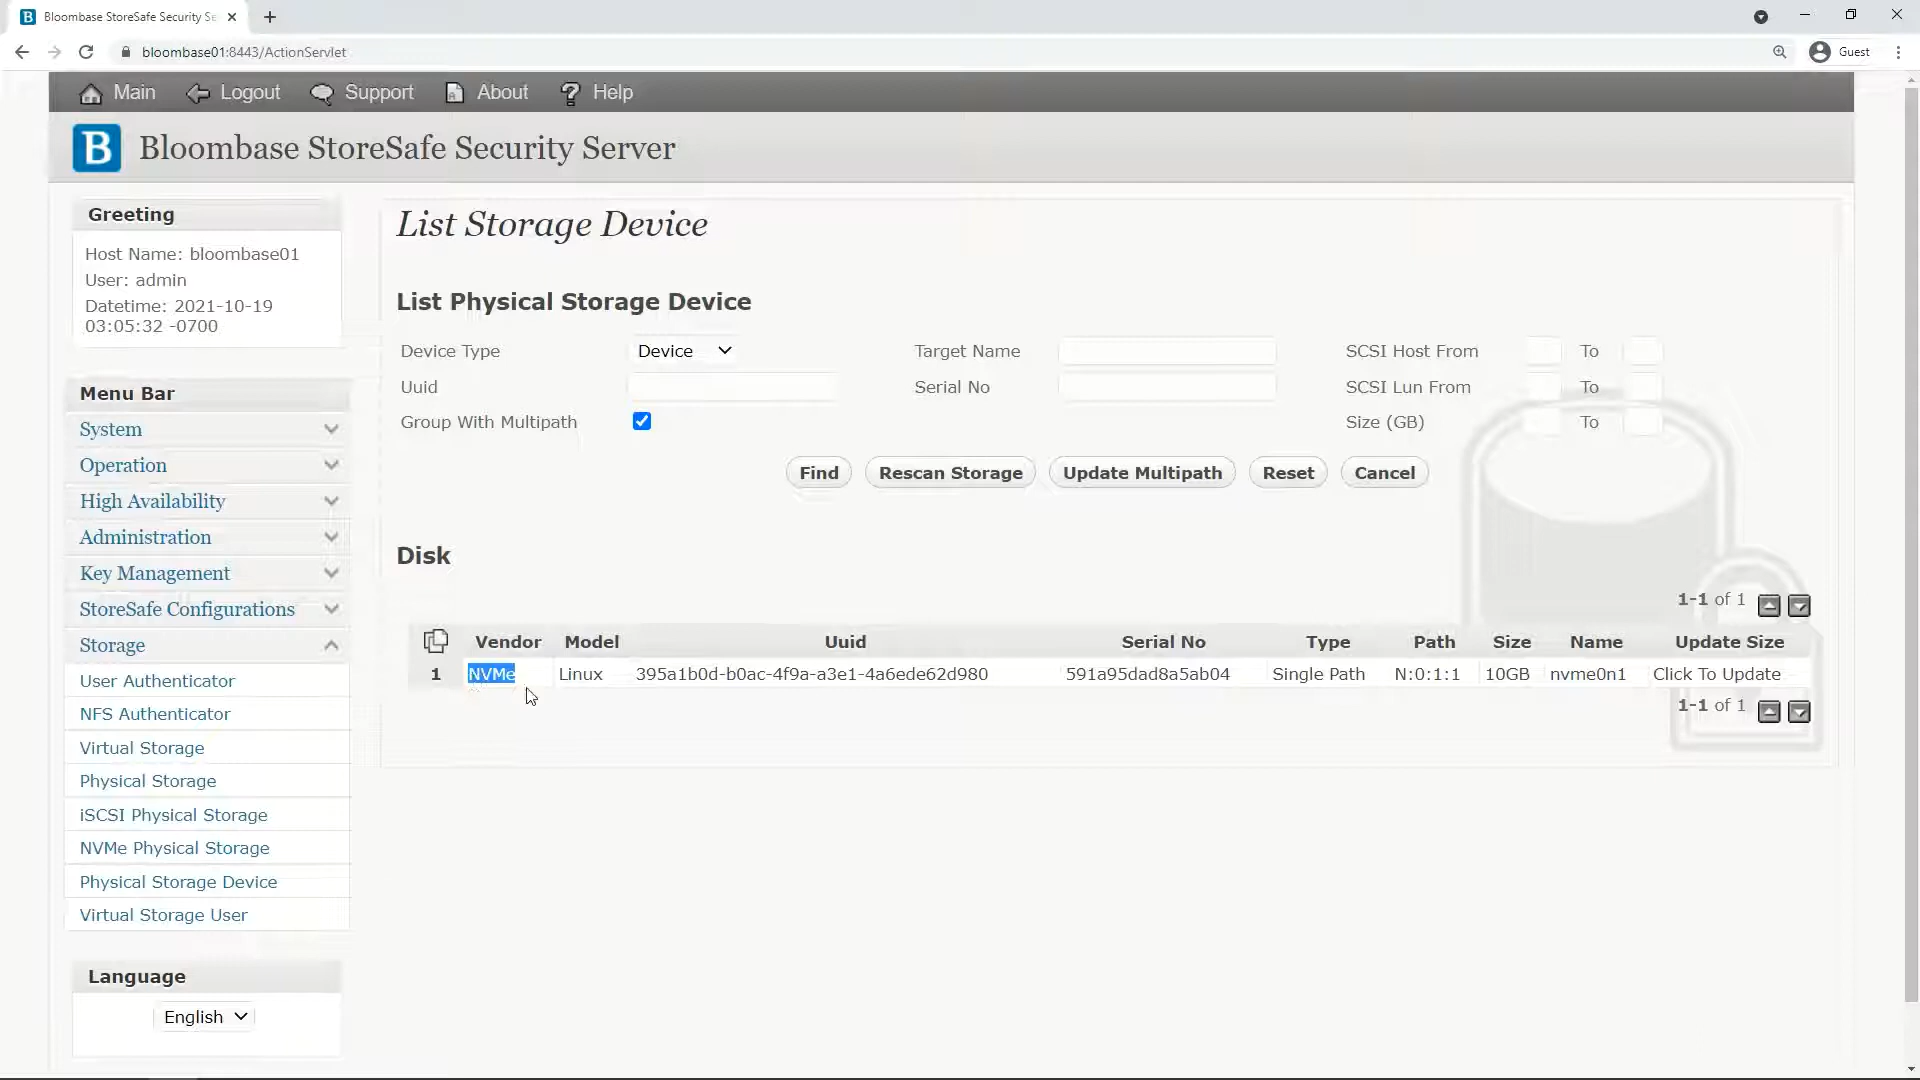 Bloombase StoreSafe Security Se
bloombase01:8443/ActionServlet
Guest
Main Logout Support About Help
B Bloombase StoreSafe Security Server
Greeting
Host Name: bloombase01
User: admin
Datetime: 2021-10-19
03:05:32 -0700
Menu Bar
System
Operation
High Availability
Administration
Key Management
StoreSafe Configurations
Storage
User Authenticator
NFS Authenticator
Virtual Storage
Physical Storage
iSCSI Physical Storage
NVMe Physical Storage
Physical Storage Device
Virtual Storage User
Language
English
List Storage Device
List Physical Storage Device
Device Type Device Target Name SCSI Host From To
Uuid Serial No SCSI Lun From To
Group With Multipath Size (GB) To
Find Rescan Storage Update Multipath Reset Cancel
Disk
1-1 of 1
Vendor Model Uuid Serial No Type Path Size Name Update Size
1 NVMe Linux 395a1b0d-b0ac-4f9a-a3e1-4a6ede62d980 591a95dad8a5ab04 Single Path N:0:1:1 10GB nvme0n1 Click To Update
1-1 of 1